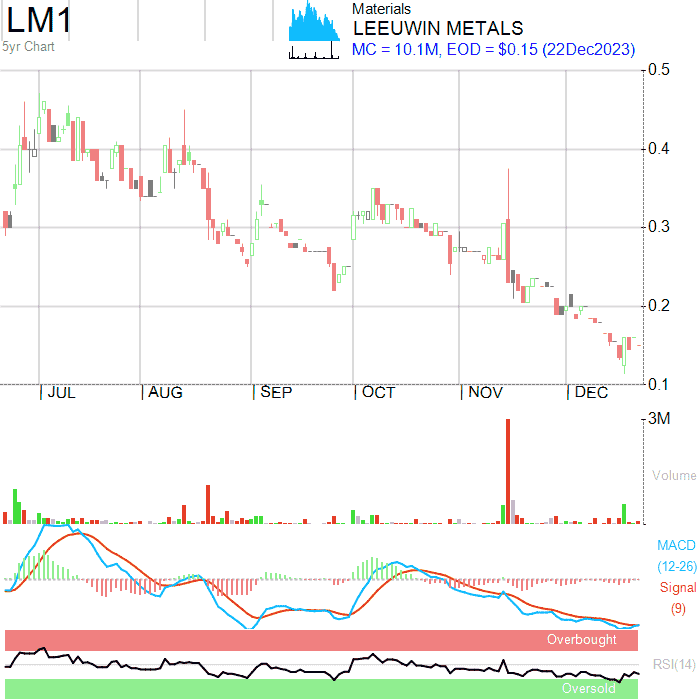 LM1
5yr Chart
Materials
LEEUWIN METALS
MC = 10.1M, EOD = $0.15 (22Dec2023)
0.5
0.4
0.3
0.2
0.1
JUL AUG SEP OCT NOV DEC
3M
Volume
MACD
(12-26)
Signal
(9)
Overbought
RSI(14)
Oversold